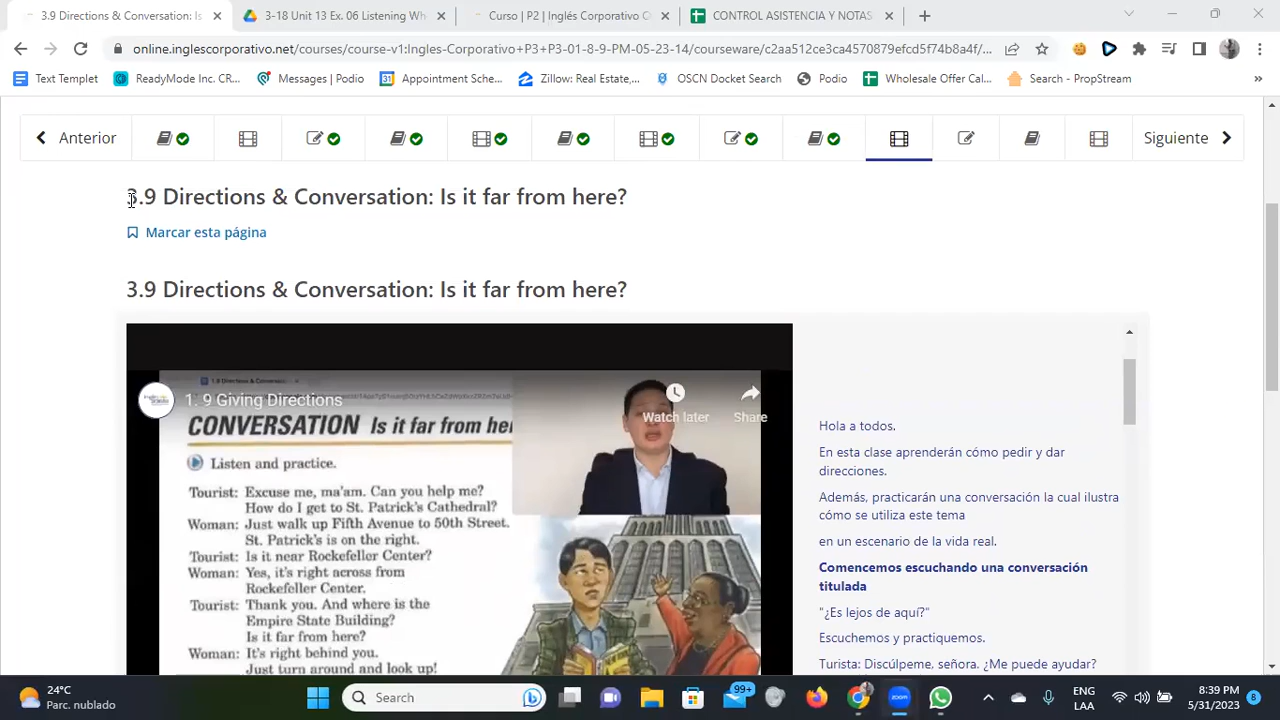 3.9 Directions & Conversation: Is
3-18 Unit 13 Ex. 06 Listening Wh
Curso | P2 | Inglés Corporativo
CONTROL ASISTENCIA Y NOTAS
online.inglescorporativo.net/courses/course-v1:Ingles-Corporativo+P3+P3-01-8-9-PM-05-23-14/courseware/c2aa512ce3ca4570879efcd5f74b8a4f/...
Text Templet
ReadyMode Inc. CR...
Messages | Podio
Appointment Sche...
Zillow: Real Estate,...
OSCN Docket Search
Podio
Wholesale Offer Cal...
Search - PropStream
»
Anterior
Siguiente
3.9 Directions & Conversation: Is it far from here?
Marcar esta página
3.9 Directions & Conversation: Is it far from here?
1. 9 Giving Directions
Watch later
Share
CONVERSATION Is it far from her
Listen and practice.
Tourist: Excuse me, ma'am. Can you help me?
How do I get to St. Patrick's Cathedral?
Woman: Just walk up Fifth Avenue to 50th Street.
St. Patrick's is on the right.
Tourist: Is it near Rockefeller Center?
Woman: Yes, it's right across from
Rockefeller Center.
Tourist: Thank you. And where is the
Empire State Building?
Is it far from here?
Woman: It's right behind you.
Just turn around and look up!
Hola a todos.
En esta clase aprenderán cómo pedir y dar
direcciones.
Además, practicarán una conversación la cual ilustra
cómo se utiliza este tema
en un escenario de la vida real.
Comencemos escuchando una conversación
titulada
"¿Es lejos de aquí?"
Escuchemos y practiquemos.
Turista: Discúlpeme, señora. ¿Me puede ayudar?
24°C
Parc. nublado
Search
99+
zoom
ENG
LAA
8:39 PM
5/31/2023
8